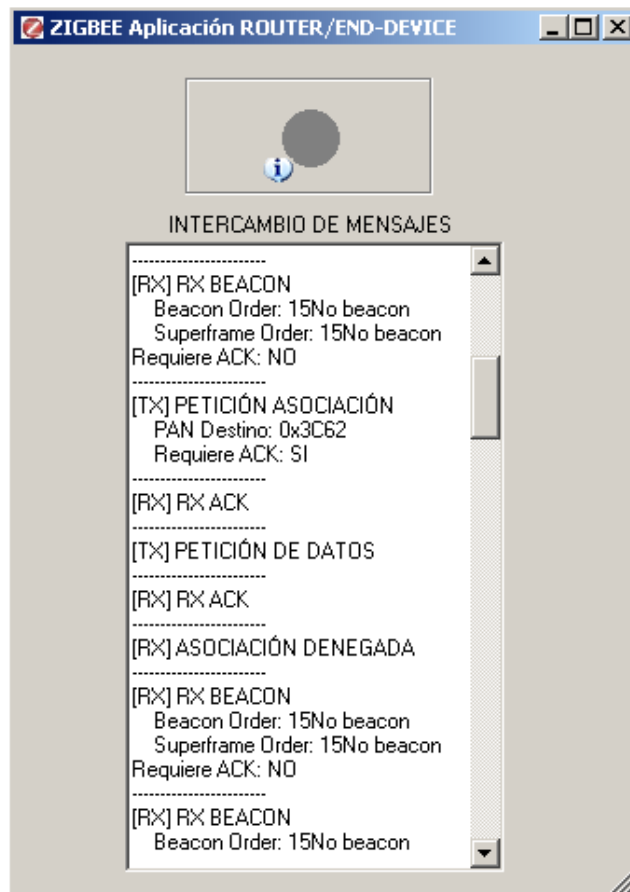 ZIGBEE Aplicación ROUTER/END-DEVICE
INTERCAMBIO DE MENSAJES
------------------------
[RX] RX BEACON
Beacon Order: 15No beacon
Superframe Order: 15No beacon
Requiere ACK: NO
------------------------
[TX] PETICIÓN ASOCIACIÓN
PAN Destino: 0x3C62
Requiere ACK: SI
------------------------
[RX] RX ACK
------------------------
[TX] PETICIÓN DE DATOS
------------------------
[RX] RX ACK
------------------------
[RX] ASOCIACIÓN DENEGADA
------------------------
[RX] RX BEACON
Beacon Order: 15No beacon
Superframe Order: 15No beacon
Requiere ACK: NO
------------------------
[RX] RX BEACON
Beacon Order: 15No beacon